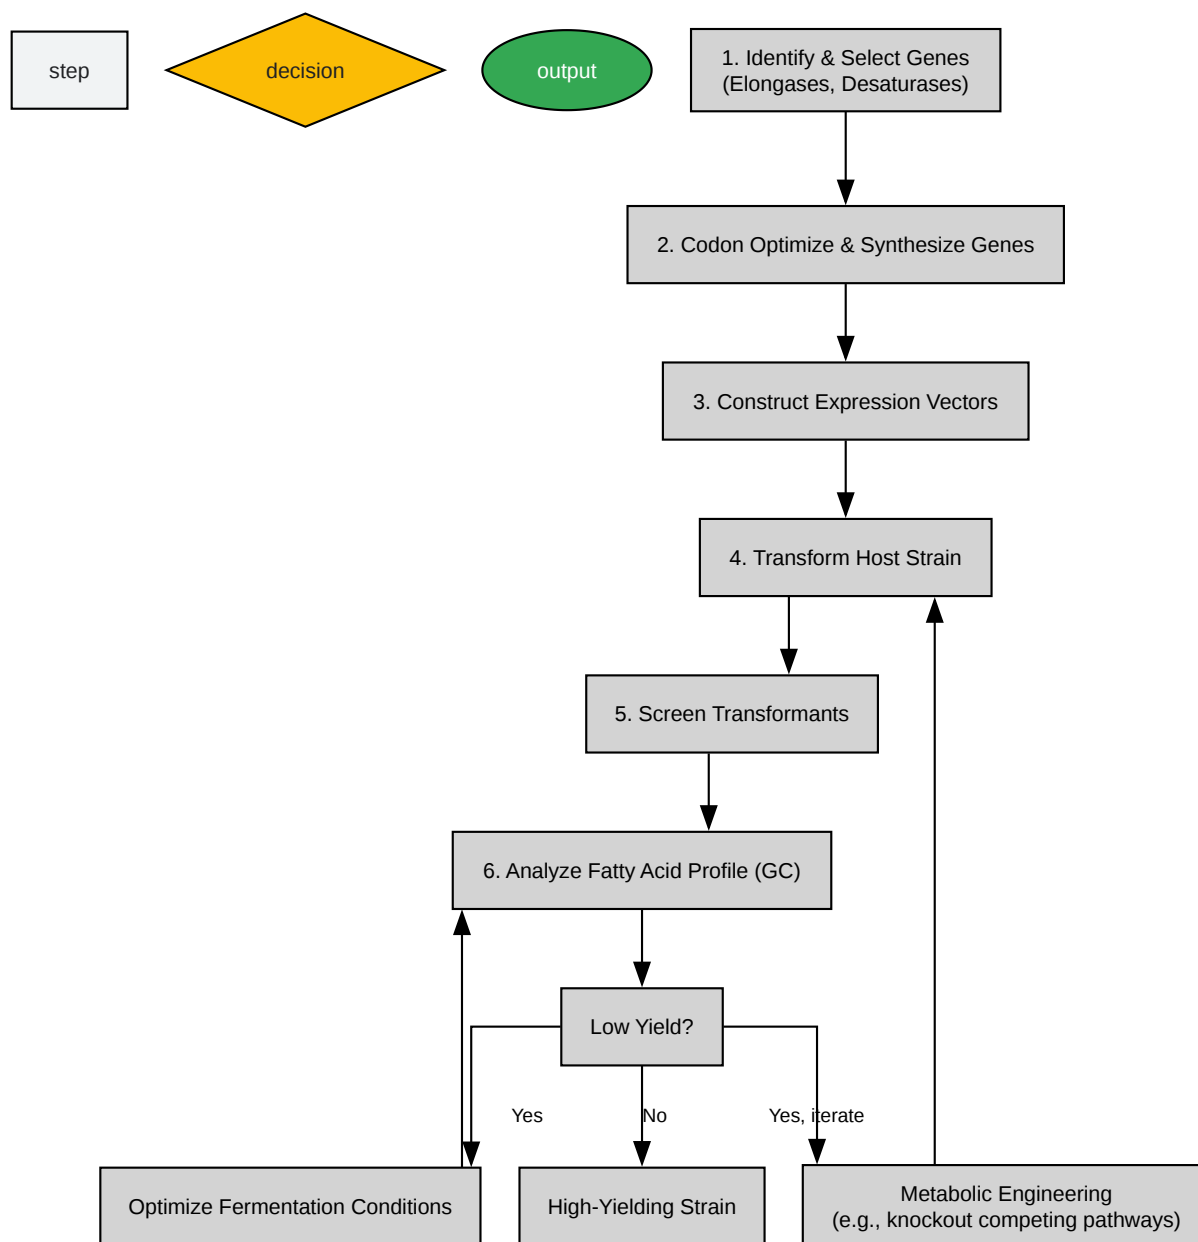 step
decision
output
1. Identify & Select Genes
(Elongases, Desaturases)
2. Codon Optimize & Synthesize Genes
3. Construct Expression Vectors
4. Transform Host Strain
5. Screen Transformants
6. Analyze Fatty Acid Profile (GC)
Low Yield?
Yes
No
Yes, iterate
Optimize Fermentation Conditions
High-Yielding Strain
Metabolic Engineering
(e.g., knockout competing pathways)